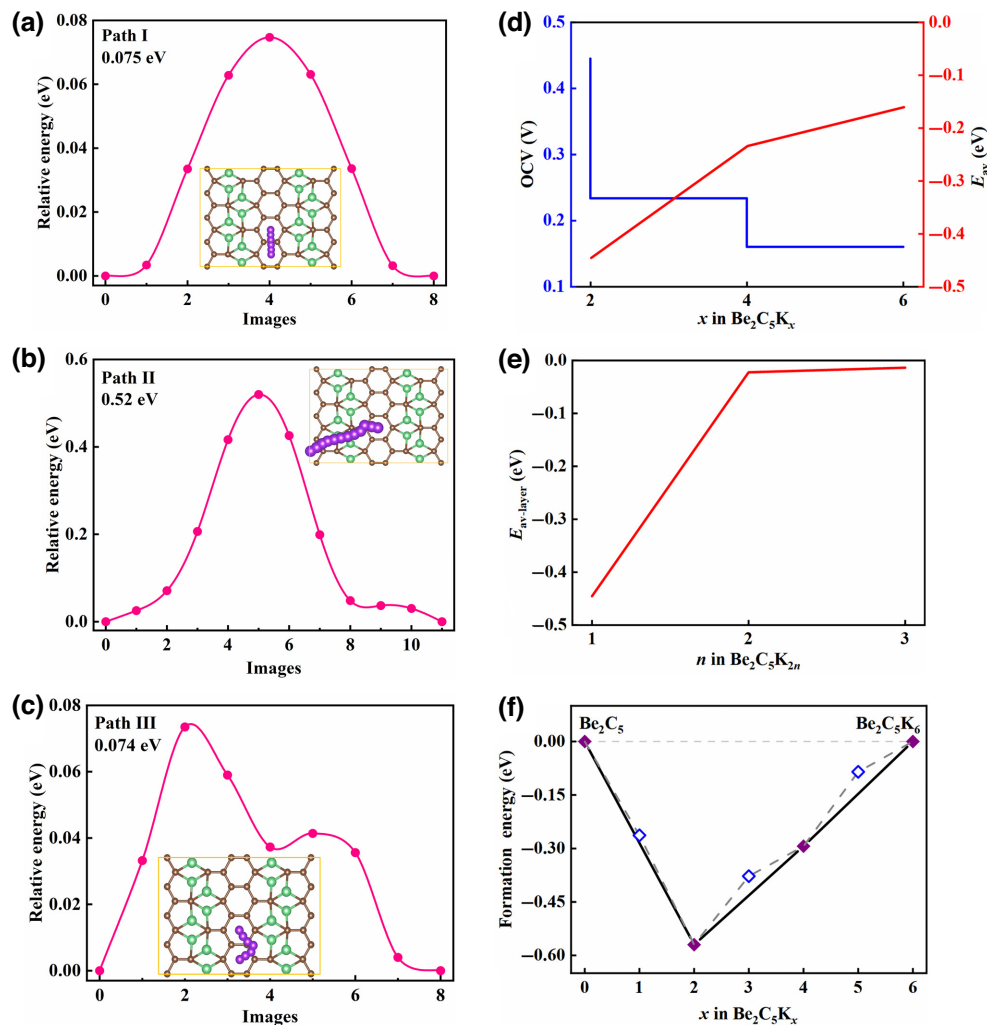 (a)
Path I
0.075 eV
Relative energy (eV)
0.08
0.06
0.04
0.02
0.00
0 2 4 6 8
Images
(b)
Path II
0.52 eV
Relative energy (eV)
0.6
0.4
0.2
0.0
0 2 4 6 8 10
Images
(c)
Path III
0.074 eV
Relative energy (eV)
0.08
0.06
0.04
0.02
0.00
0 2 4 6 8
Images
(d)
OCV (V)
0.5
0.4
0.3
0.2
0.1
0.0
−0.1
−0.2
−0.3
−0.4
−0.5
Eav (eV)
2 4 6
x in Be2C5Kx
(e)
Eav-layer (eV)
0.0
−0.1
−0.2
−0.3
−0.4
−0.5
1 2 3
n in Be2C5K2n
(f)
Be2C5 Be2C5K6
Formation energy (eV)
0.00
−0.15
−0.30
−0.45
−0.60
0 1 2 3 4 5 6
x in Be2C5Kx